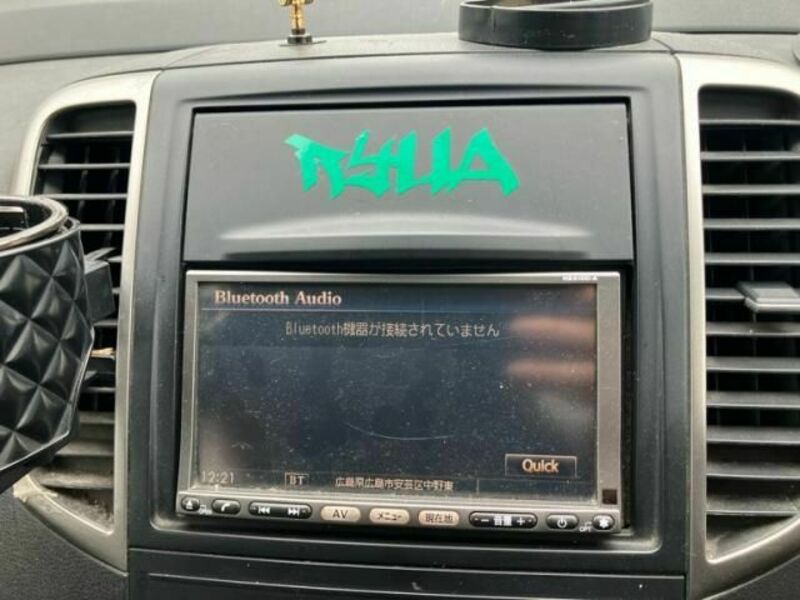 RYUA
Bluetooth Audio
Bluetooth機器が接続されていません
Quick
12:21
BT
広島県広島市安芸区中野東
AV
メニュー
現在地
- 音量 +
OFF